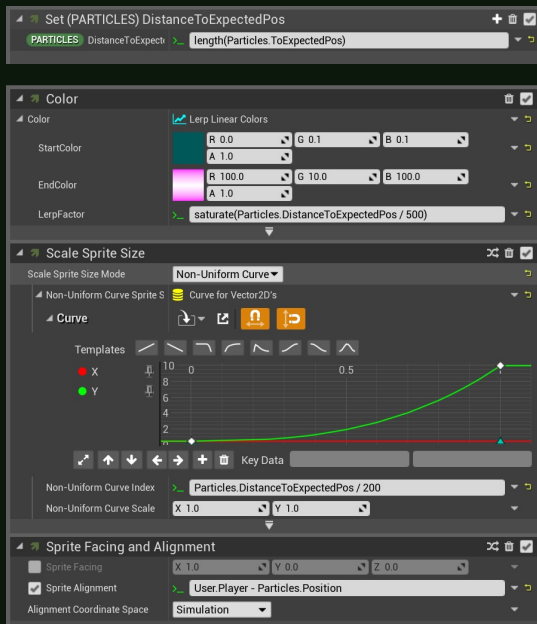 Set (PARTICLES) DistanceToExpectedPos
PARTICLES DistanceToExpecte length(Particles.ToExpectedPos)
Color
Color Lerp Linear Colors
StartColor R 0.0 G 0.1 B 0.1
A 1.0
EndColor R 100.0 G 10.0 B 100.0
A 1.0
LerpFactor saturate(Particles.DistanceToExpectedPos / 500)
Scale Sprite Size
Scale Sprite Size Mode Non-Uniform Curve
Non-Uniform Curve Sprite S Curve for Vector2D's
Curve
Templates
X 10 0 0.5 1
8
Y 6
4
2
0
Key Data
Non-Uniform Curve Index Particles.DistanceToExpectedPos / 200
Non-Uniform Curve Scale X 1.0 Y 1.0
Sprite Facing and Alignment
Sprite Facing X 1.0 Y 0.0 Z 0.0
Sprite Alignment User.Player - Particles.Position
Alignment Coordinate Space Simulation